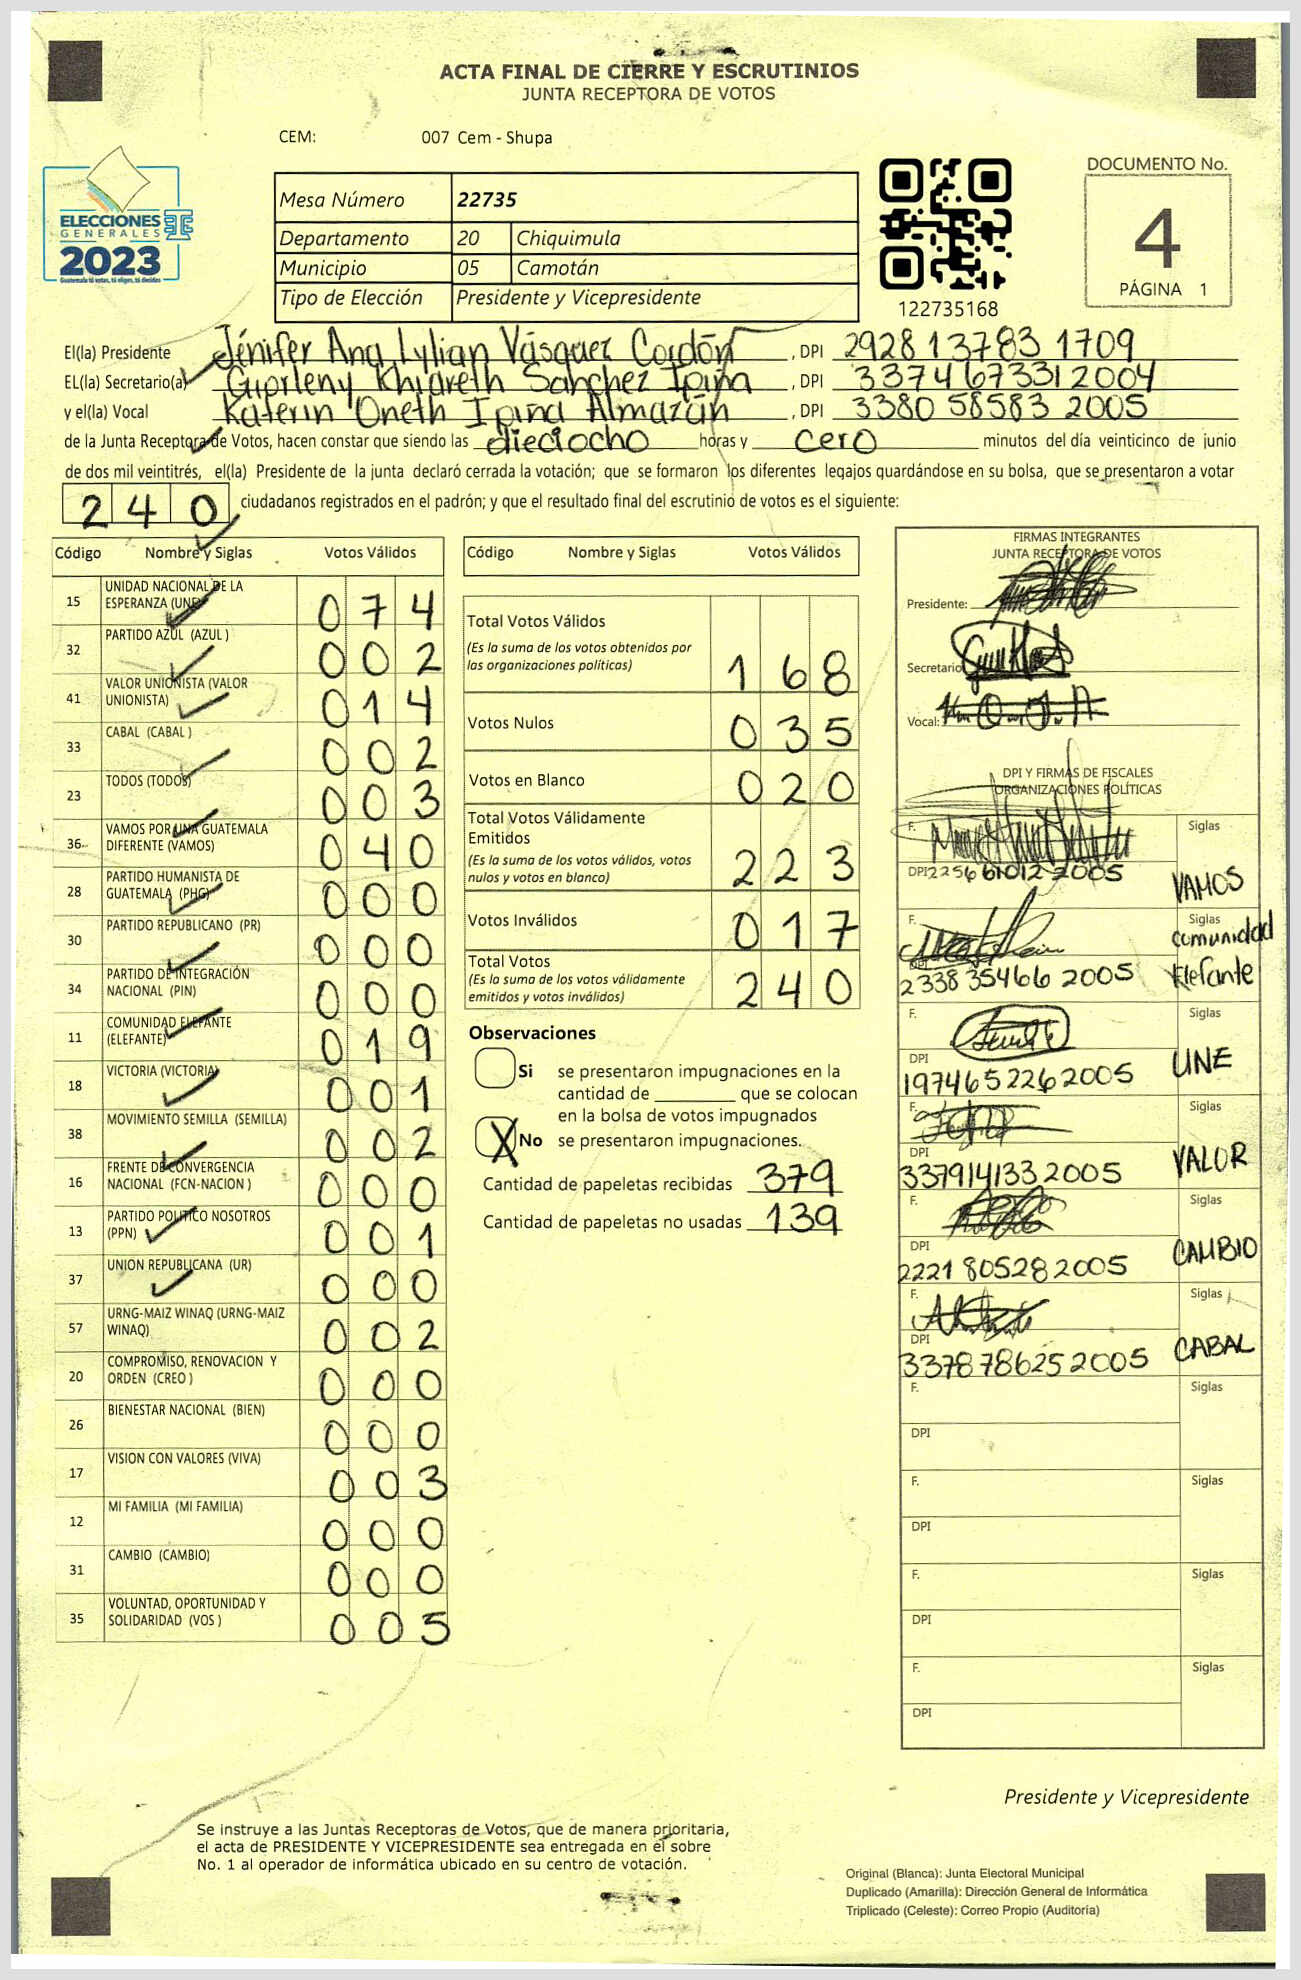 ACTA FINAL DE CIERRE Y ESCRUTINIOS
JUNTA RECEPTORA DE VOTOS
CEM: 007 Cem - Shupa
ELECCIONES
GENERALES
2023
Guatemala tú votas, tú eliges, tú decides
Mesa Número 22735
Departamento 20 Chiquimula
Municipio 05 Camotán
Tipo de Elección Presidente y Vicepresidente
122735168
DOCUMENTO No.
4
PÁGINA 1
El(la) Presidente Jénifer Ana Lylian Vásquez Cordón, DPI 2928 13783 1709
EL(la) Secretario(a) Giprleny Khiareth Sánchez Ipiña, DPI 3374 67331 2004
y el(la) Vocal Katerin Oneth Ipiña Almazán, DPI 3380 58583 2005
de la Junta Receptora de Votos, hacen constar que siendo las dieciocho horas y cero minutos del día veinticinco de junio
de dos mil veintitrés, el(la) Presidente de la junta declaró cerrada la votación; que se formaron los diferentes legajos quardándose en su bolsa, que se presentaron a votar
240 ciudadanos registrados en el padrón; y que el resultado final del escrutinio de votos es el siguiente:
Código Nombre y Siglas Votos Válidos
15 UNIDAD NACIONAL DE LA ESPERANZA (UNE) 074
32 PARTIDO AZUL (AZUL ) 002
41 VALOR UNIONISTA (VALOR UNIONISTA) 014
33 CABAL (CABAL ) 002
23 TODOS (TODOS) 003
36 VAMOS POR UNA GUATEMALA DIFERENTE (VAMOS) 040
28 PARTIDO HUMANISTA DE GUATEMALA (PHG) 000
30 PARTIDO REPUBLICANO (PR) 000
34 PARTIDO DE INTEGRACIÓN NACIONAL (PIN) 000
11 COMUNIDAD ELEFANTE (ELEFANTE) 019
18 VICTORIA (VICTORIA) 001
38 MOVIMIENTO SEMILLA (SEMILLA) 002
16 FRENTE DE CONVERGENCIA NACIONAL (FCN-NACION ) 000
13 PARTIDO POLITICO NOSOTROS (PPN) 001
37 UNION REPUBLICANA (UR) 000
57 URNG-MAIZ WINAQ (URNG-MAIZ WINAQ) 002
20 COMPROMISO, RENOVACION Y ORDEN (CREO ) 000
26 BIENESTAR NACIONAL (BIEN) 000
17 VISION CON VALORES (VIVA) 003
12 MI FAMILIA (MI FAMILIA) 000
31 CAMBIO (CAMBIO) 000
35 VOLUNTAD, OPORTUNIDAD Y SOLIDARIDAD (VOS ) 005
Código Nombre y Siglas Votos Válidos
Total Votos Válidos 168
(Es la suma de los votos obtenidos por
las organizaciones políticas)
Votos Nulos 035
Votos en Blanco 020
Total Votos Válidamente
Emitidos 223
(Es la suma de los votos válidos, votos
nulos y votos en blanco)
Votos Inválidos 017
Total Votos 240
(Es la suma de los votos válidamente
emitidos y votos inválidos)
Observaciones
Si se presentaron impugnaciones en la
cantidad de ________ que se colocan
en la bolsa de votos impugnados
X No se presentaron impugnaciones.
Cantidad de papeletas recibidas 379
Cantidad de papeletas no usadas 139
FIRMAS INTEGRANTES
JUNTA RECEPTORA DE VOTOS
Presidente:
Secretario
Vocal:
DPI Y FIRMAS DE FISCALES
ORGANIZACIONES POLÍTICAS
F. Siglas
DPI 2256 61012 2005 VAMOS
F. Siglas
DPI 2338 35466 2005 Comunidad Elefante
F. Siglas
DPI 1974652262005 UNE
F. Siglas
DPI 3379141332005 VALOR
F. Siglas
DPI 2221 80528 2005 CAMBIO
F. Siglas
DPI 3378786252005 CABAL
F. Siglas
DPI
F. Siglas
DPI
F. Siglas
DPI
F. Siglas
DPI
Presidente y Vicepresidente
Se instruye a las Juntas Receptoras de Votos, que de manera prioritaria,
el acta de PRESIDENTE Y VICEPRESIDENTE sea entregada en el sobre
No. 1 al operador de informática ubicado en su centro de votación.
Original (Blanca): Junta Electoral Municipal
Duplicado (Amarilla): Dirección General de Informática
Triplicado (Celeste): Correo Propio (Auditoría)